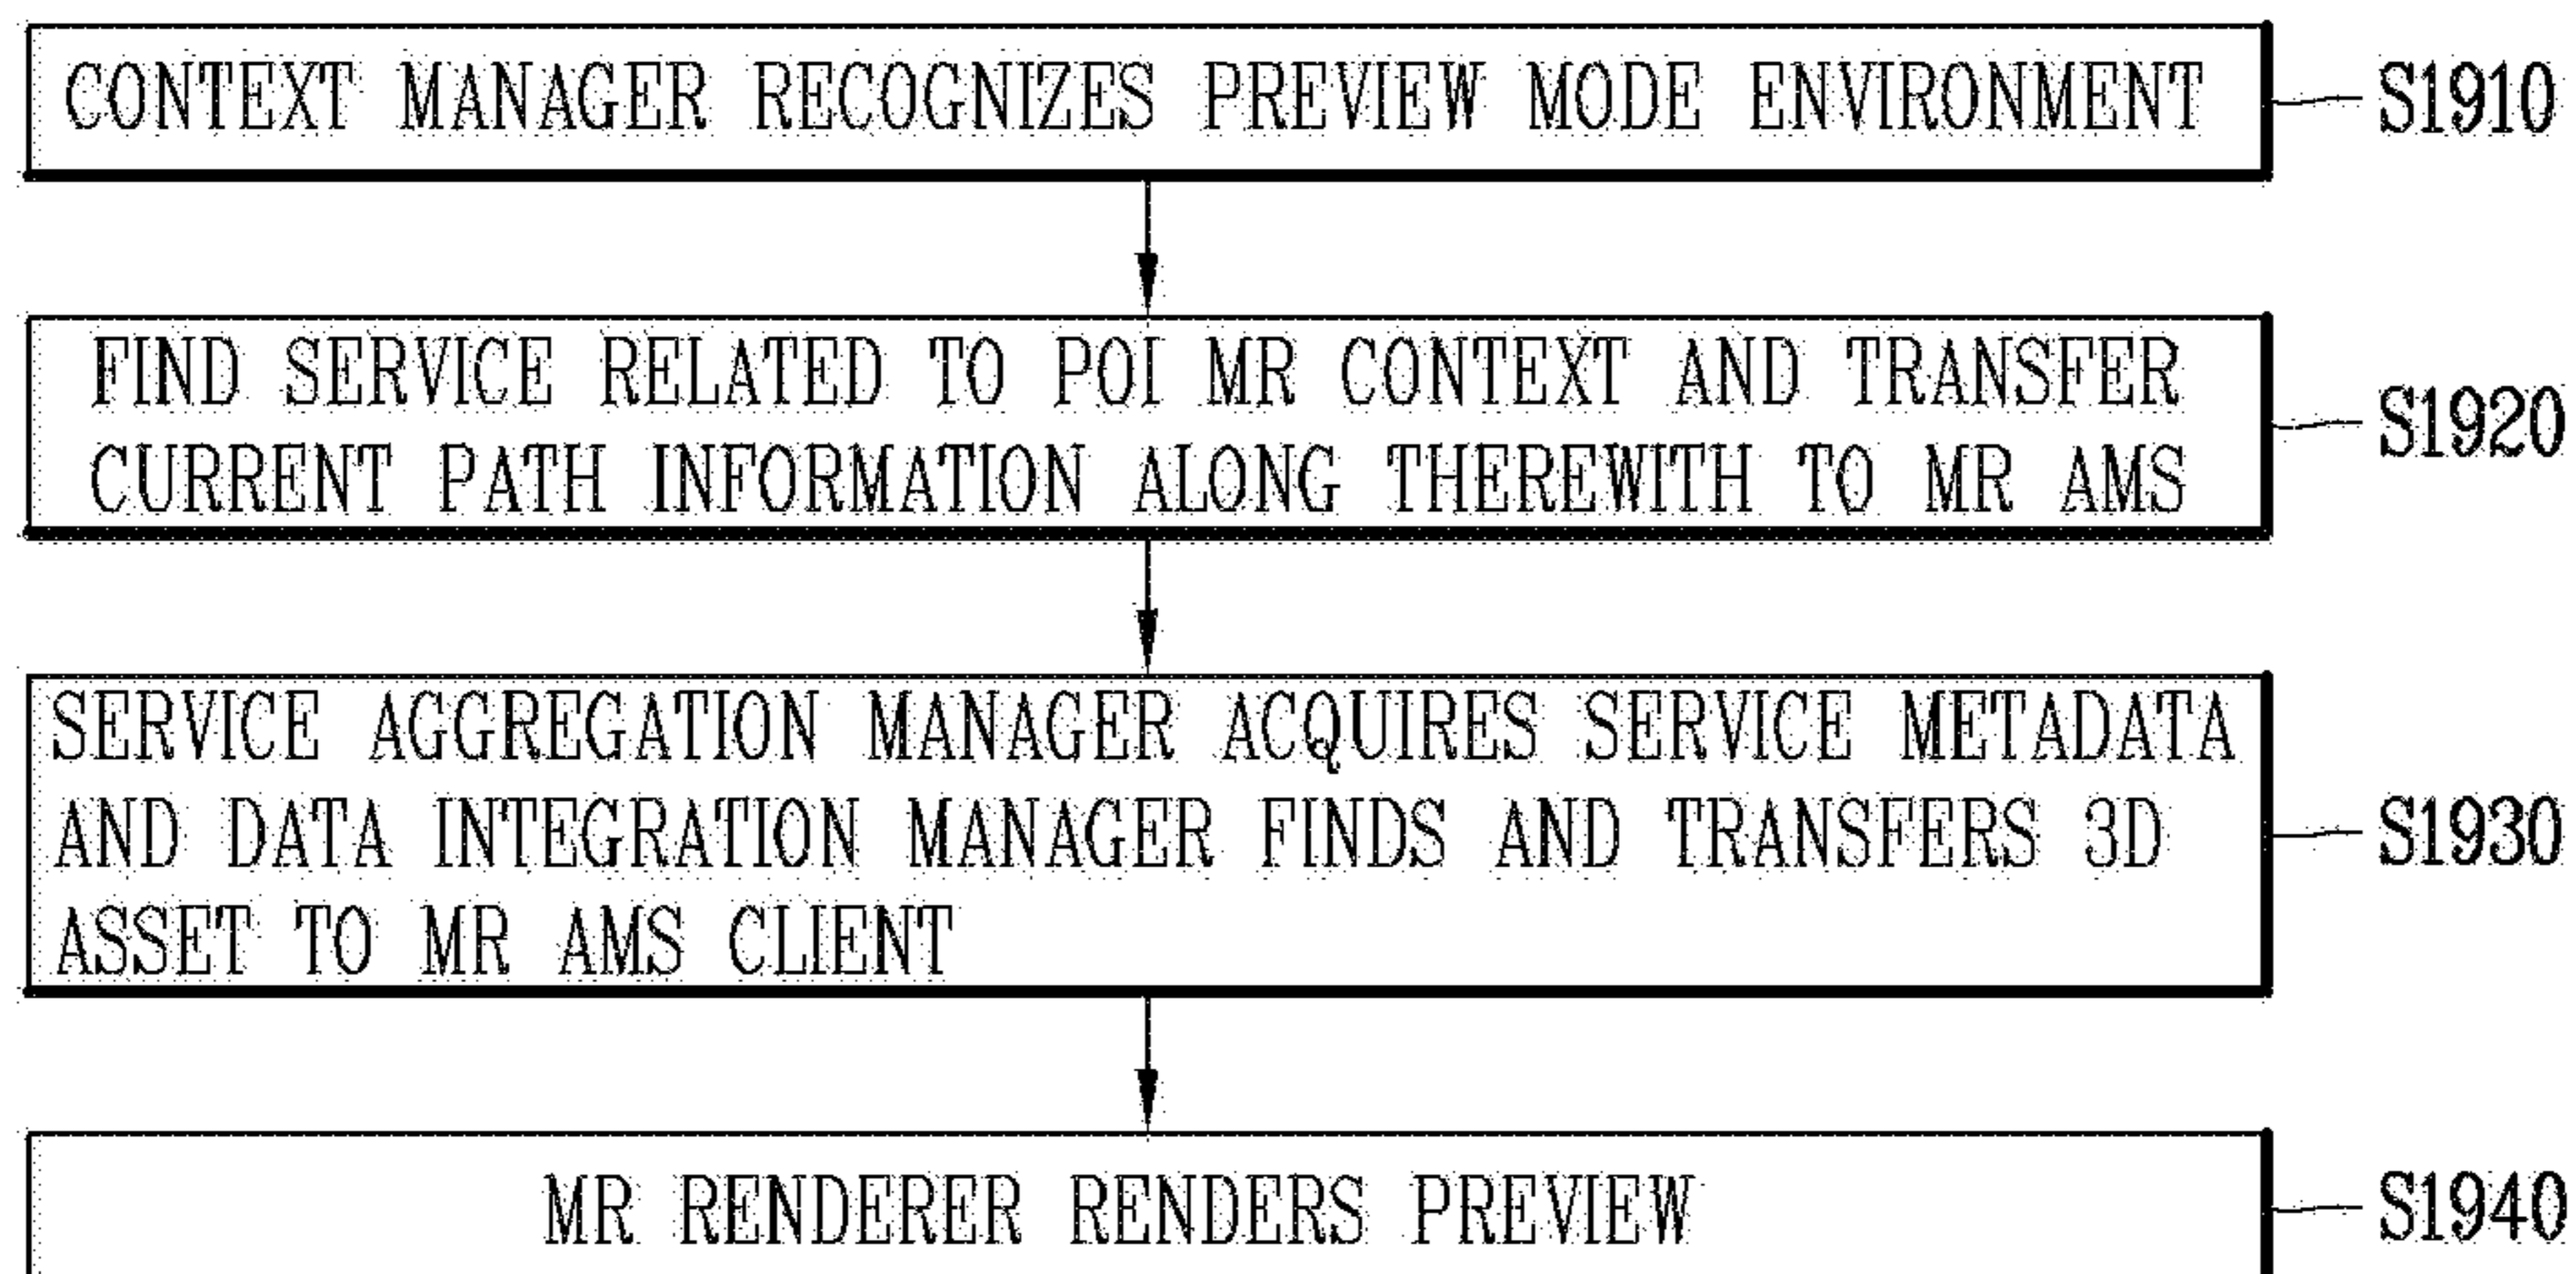 CONTEXT MANAGER RECOGNIZES PREVIEW MODE ENVIRONMENT
S1910
FIND SERVICE RELATED TO POI MR CONTEXT AND TRANSFER
CURRENT PATH INFORMATION ALONG THEREWITH TO MR AMS
S1920
SERVICE AGGREGATION MANAGER ACQUIRES SERVICE METADATA
AND DATA INTEGRATION MANAGER FINDS AND TRANSFERS 3D
ASSET TO MR AMS CLIENT
S1930
MR RENDERER RENDERS PREVIEW
S1940